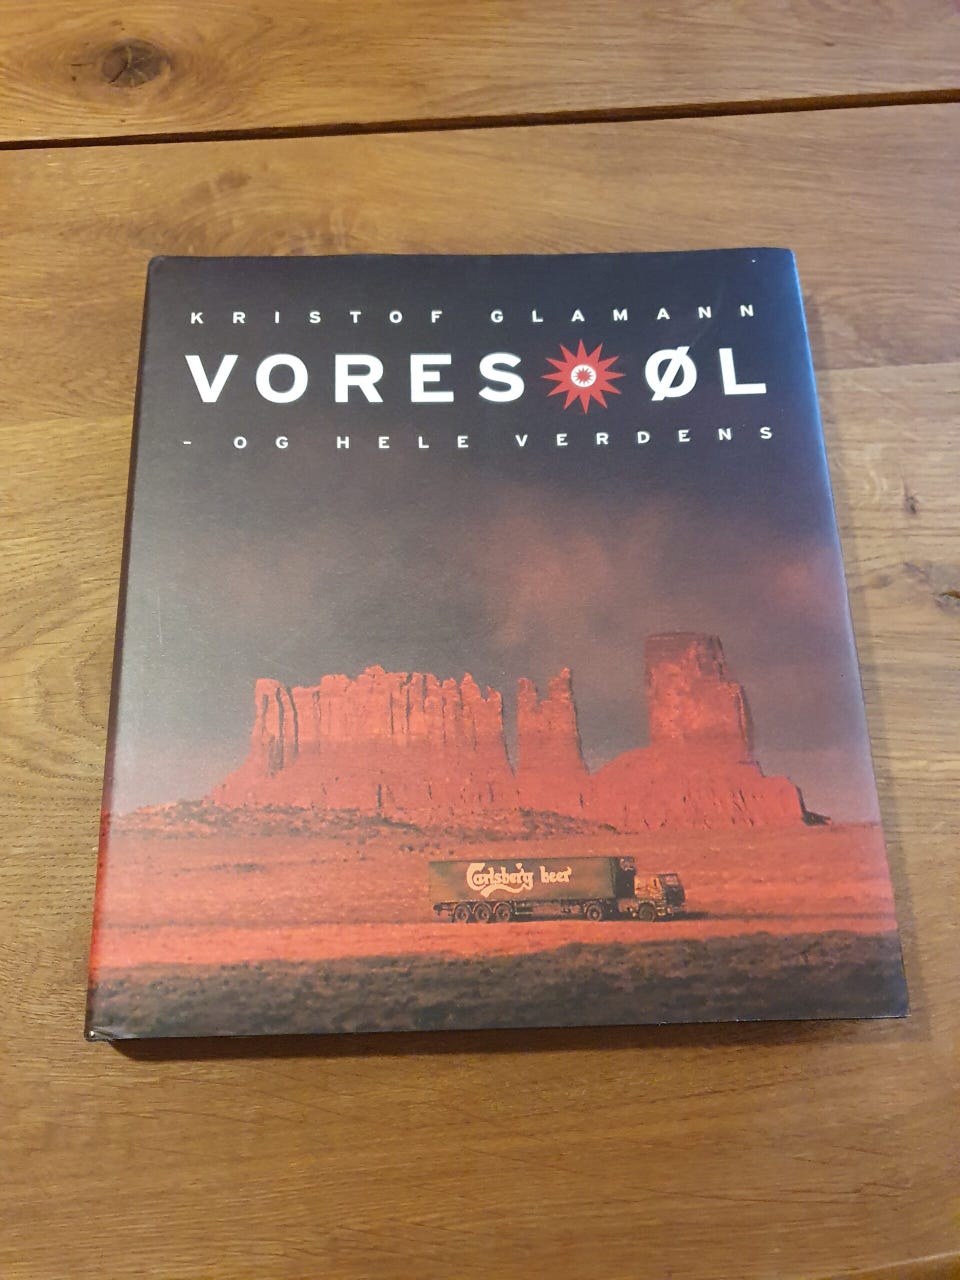 KRISTOF GLAMANN
VORES ØL
- OG HELE VERDENS
Carlsberg beer